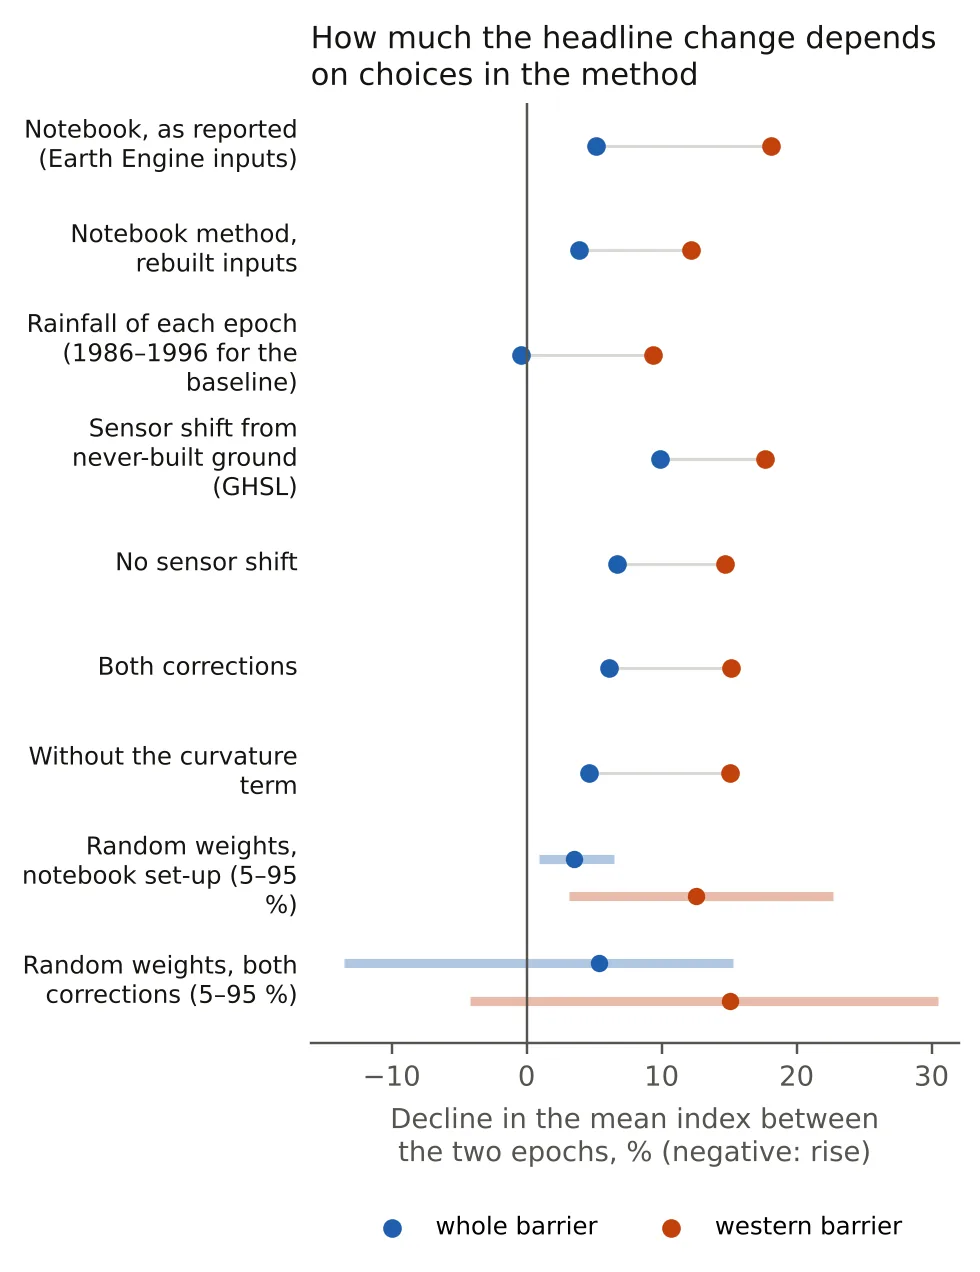 How much the headline change depends
on choices in the method
Notebook, as reported
(Earth Engine inputs)
Notebook method,
rebuilt inputs
Rainfall of each epoch
(1986–1996 for the
baseline)
Sensor shift from
never-built ground
(GHSL)
No sensor shift
Both corrections
Without the curvature
term
Random weights,
notebook set-up (5–95
%)
Random weights, both
corrections (5–95 %)
−10 0 10 20 30
Decline in the mean index between
the two epochs, % (negative: rise)
whole barrier western barrier